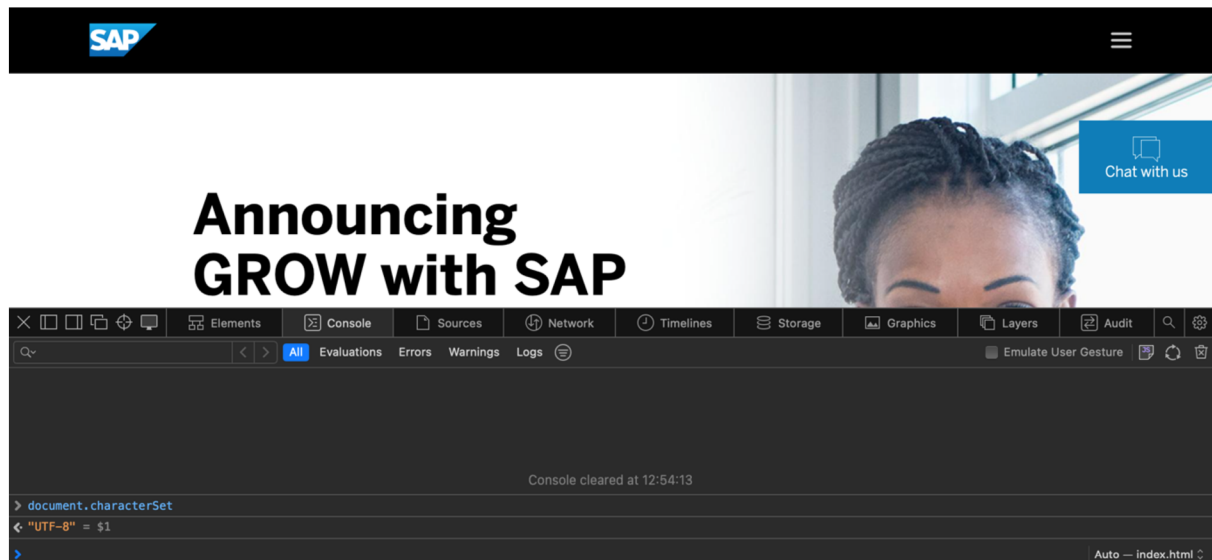 SAP
Chat with us
Announcing
GROW with SAP
Elements Console Sources Network Timelines Storage Graphics Layers Audit
All Evaluations Errors Warnings Logs Emulate User Gesture
Console cleared at 12:54:13
> document.characterSet
"UTF-8" = $1
> Auto — index.html